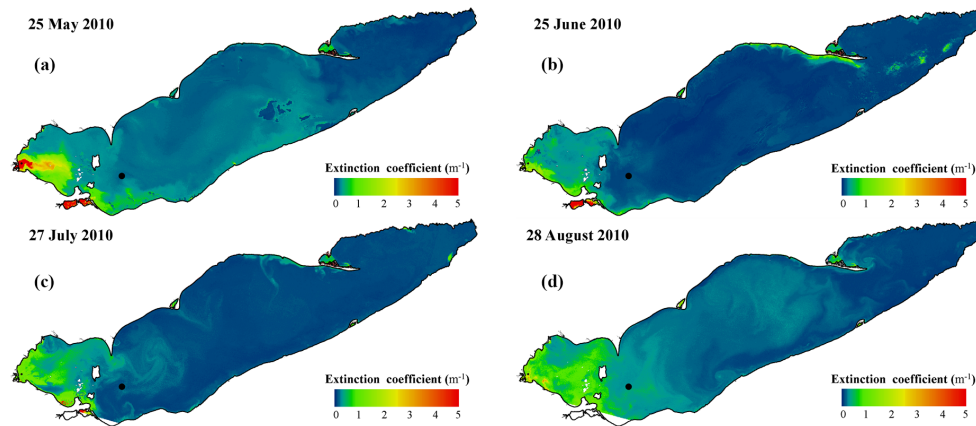 25 May 2010
(a)
Extinction coefficient (m⁻¹)
0 1 2 3 4 5
25 June 2010
(b)
Extinction coefficient (m⁻¹)
0 1 2 3 4 5
27 July 2010
(c)
Extinction coefficient (m⁻¹)
0 1 2 3 4 5
28 August 2010
(d)
Extinction coefficient (m⁻¹)
0 1 2 3 4 5